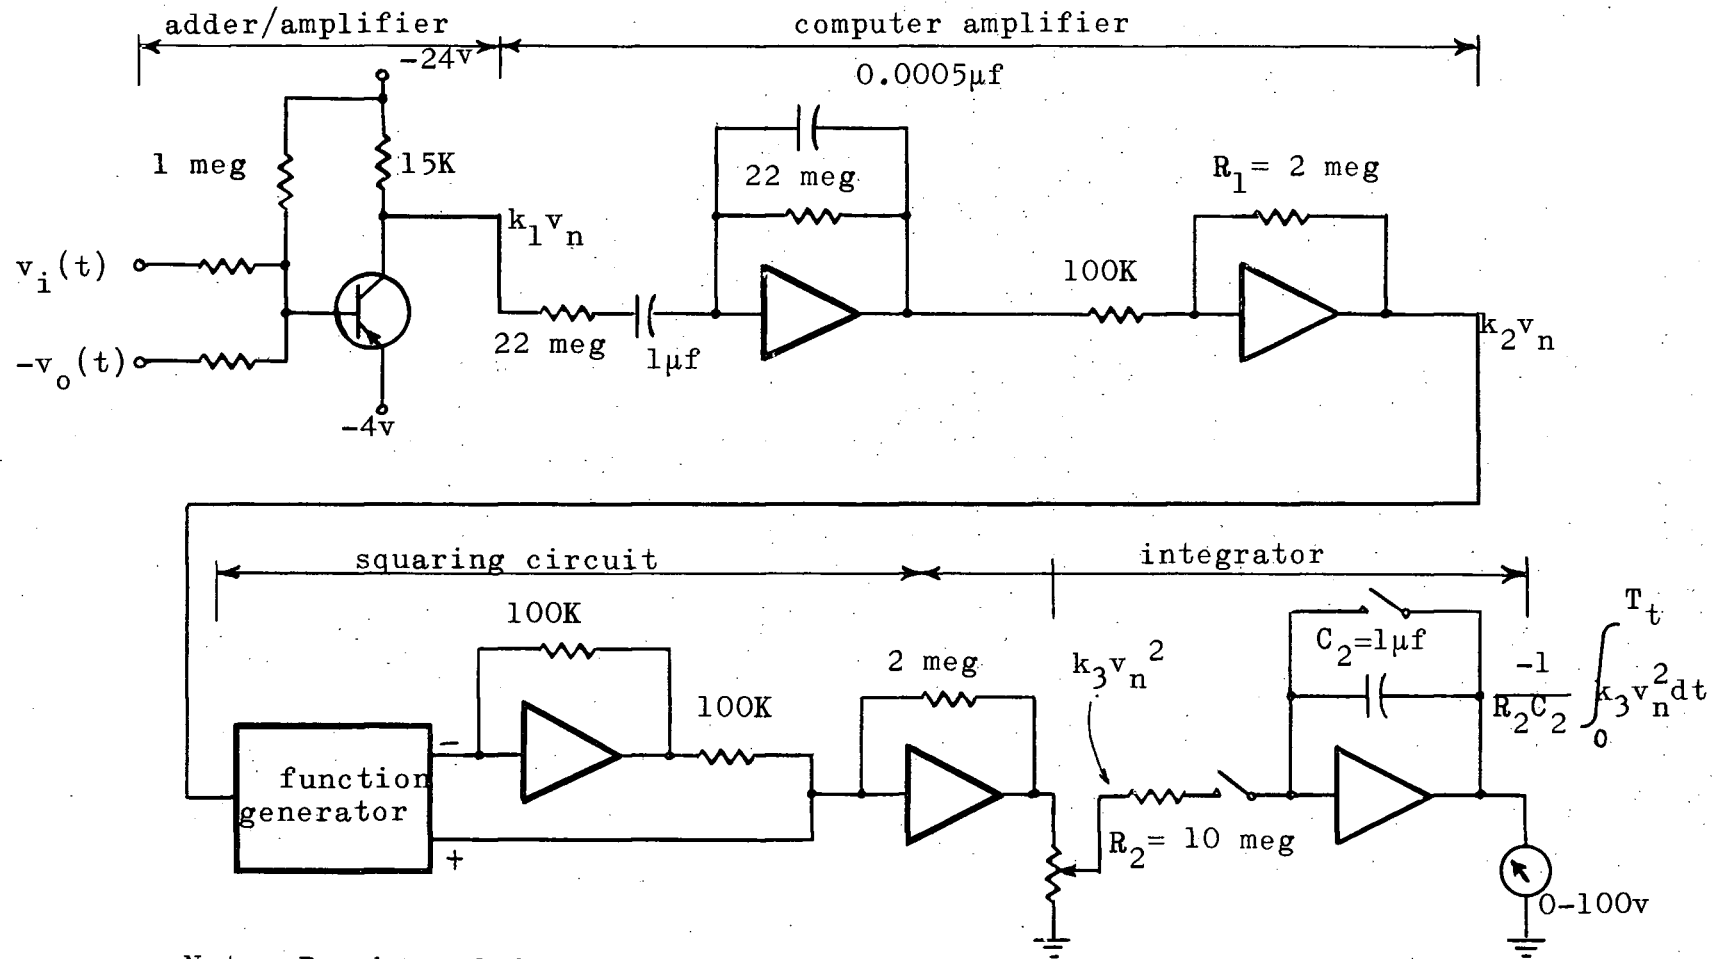 adder/amplifier
computer amplifier
-24v
0.0005µf
1 meg
15K
22 meg
R1= 2 meg
k1vn
vi(t)
100K
22 meg
1µf
k2vn
-vo(t)
-4v
squaring circuit
integrator
100K
Tt
C2=1µf
2 meg
k3vn2
-1
R2C2
∫
k3vn2dt
0
100K
-
function
generator
+
R2= 10 meg
0-100v